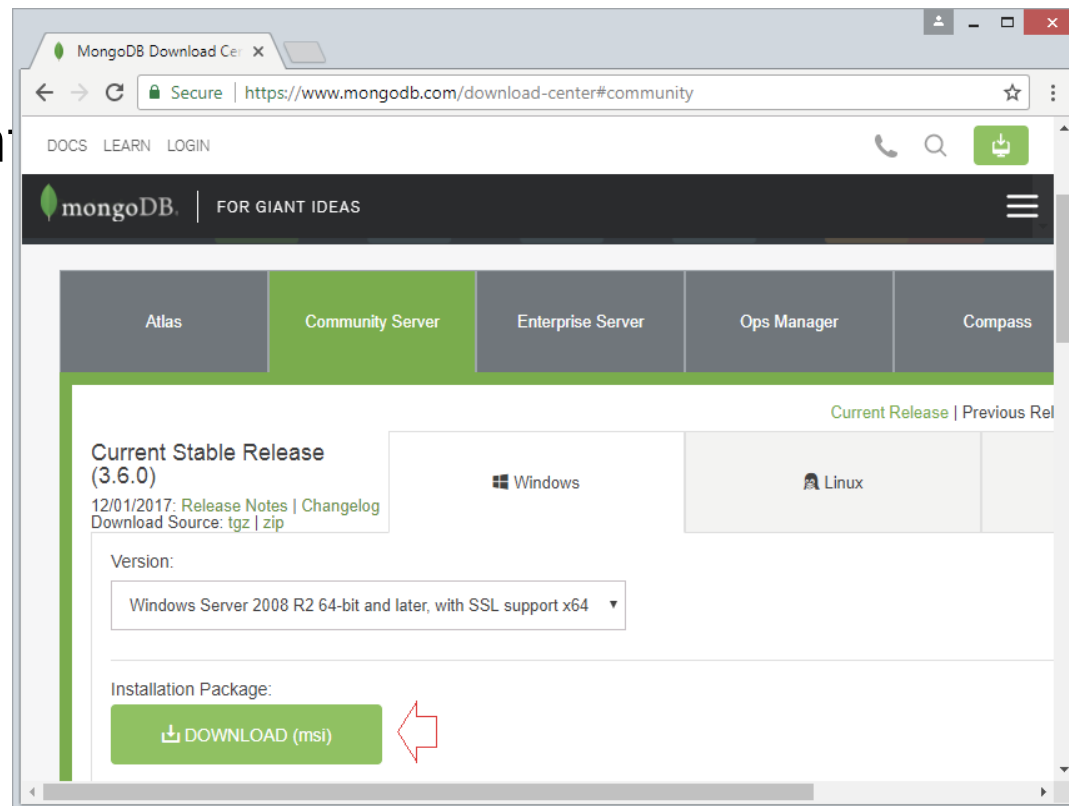 MongoDB Download Cer
Secure | https://www.mongodb.com/download-center#community
DOCS LEARN LOGIN
mongoDB. FOR GIANT IDEAS
Atlas Community Server Enterprise Server Ops Manager Compass
Current Release | Previous Rel
Current Stable Release
(3.6.0)
12/01/2017: Release Notes | Changelog
Download Source: tgz | zip
Windows Linux
Version:
Windows Server 2008 R2 64-bit and later, with SSL support x64
Installation Package:
DOWNLOAD (msi)